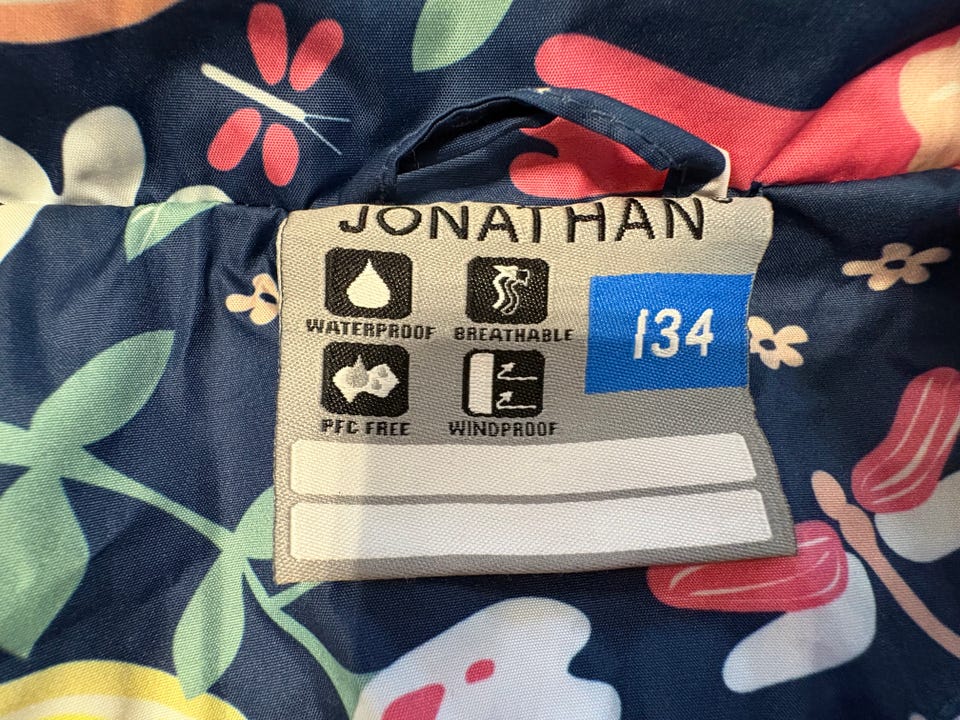 JONATHAN
WATERPROOF BREATHABLE
134
PFC FREE WINDPROOF